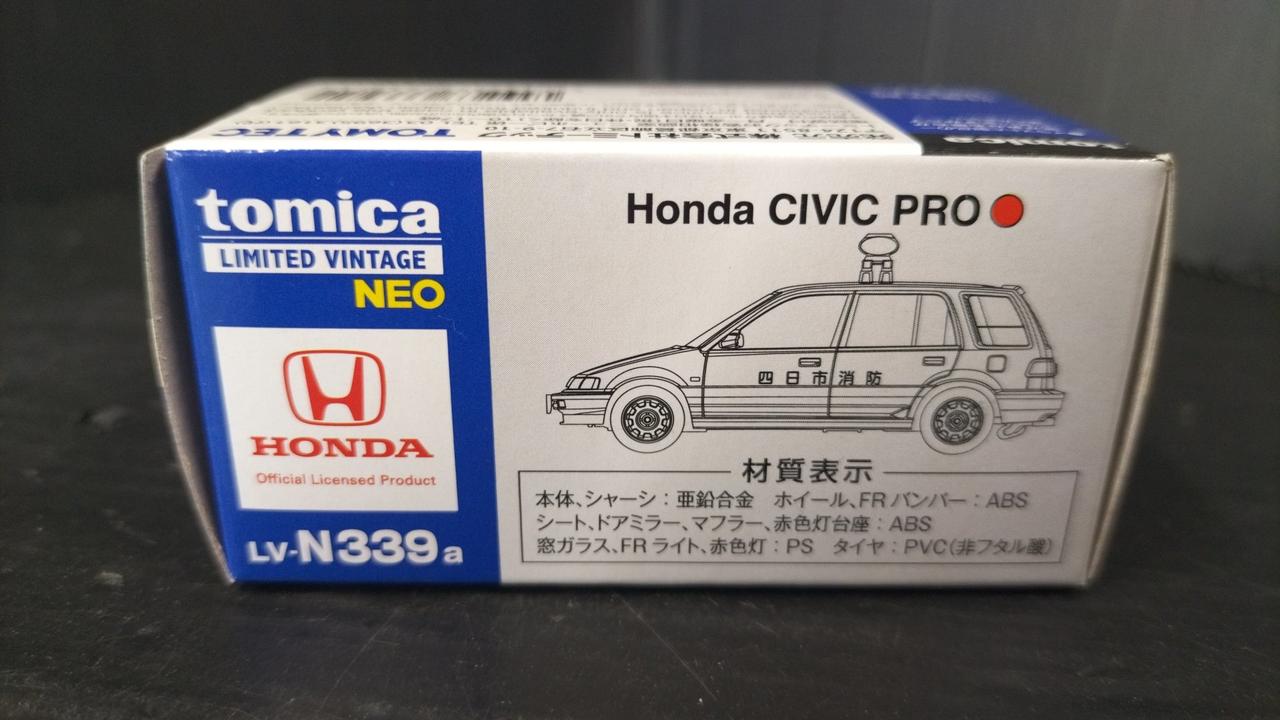 TOMY TEC
tomica
LIMITED VINTAGE
NEO
HONDA
Official Licensed Product
LV-N339a
Honda CIVIC PRO
四日市消防
材質表示
本体、シャーシ：亜鉛合金　ホイール、FRバンパー：ABS
シート、ドアミラー、マフラー、赤色灯台座：ABS
窓ガラス、FRライト、赤色灯：PS　タイヤ：PVC(非フタル酸)